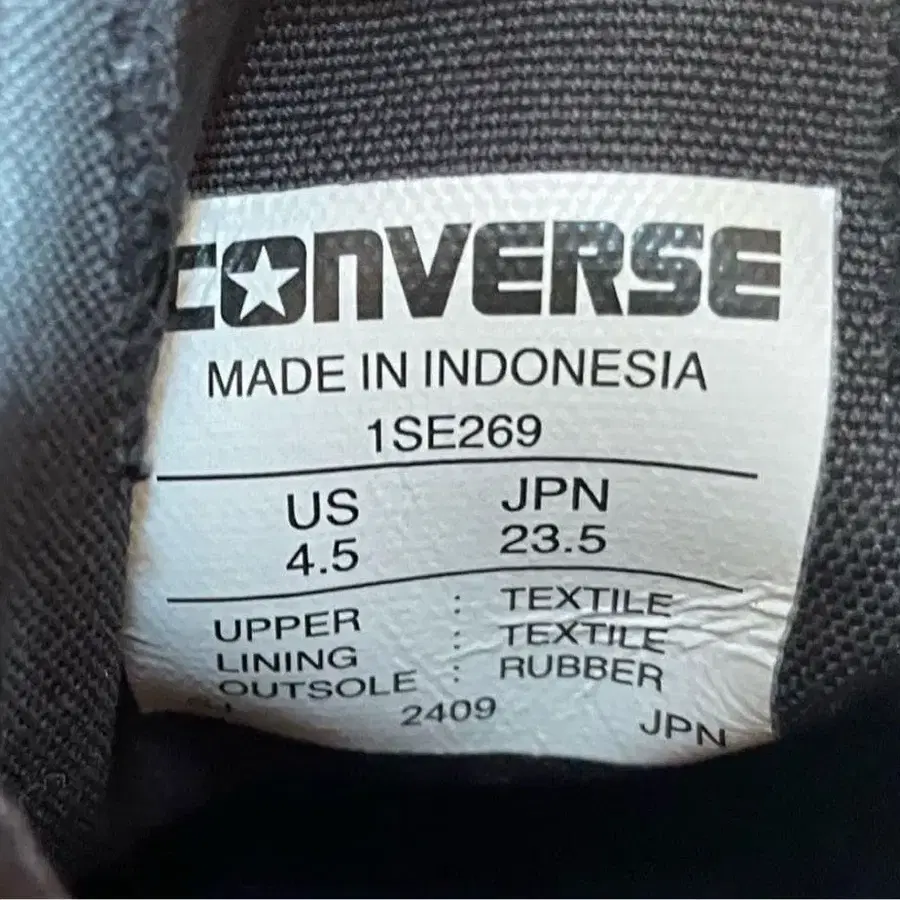 CONVERSE
MADE IN INDONESIA
1SE269
US JPN
4.5 23.5
UPPER : TEXTILE
LINING : TEXTILE
OUTSOLE : RUBBER
2409 JPN